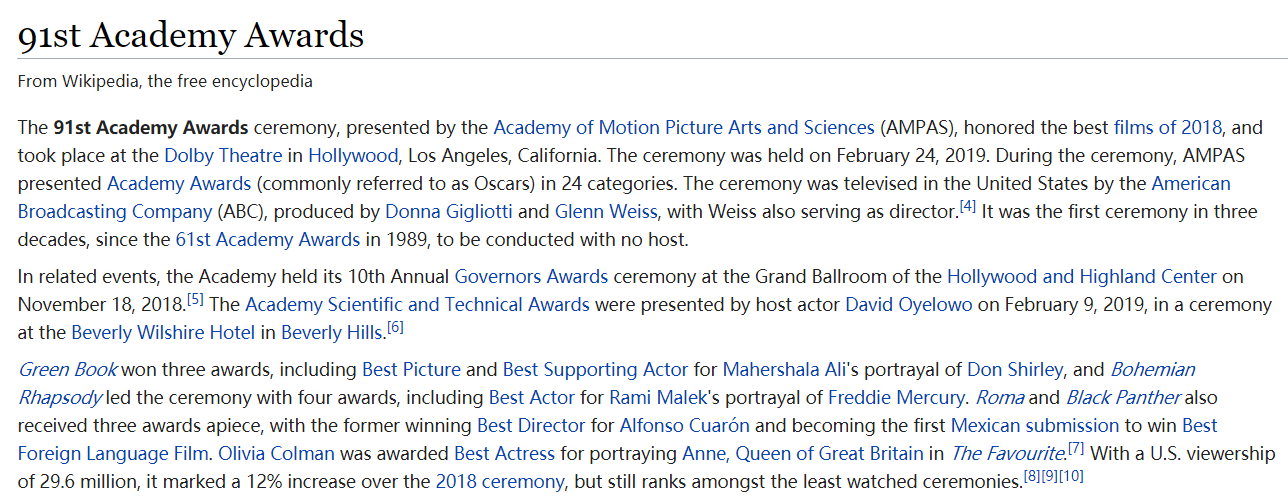 91st Academy Awards
From Wikipedia, the free encyclopedia
The 91st Academy Awards ceremony, presented by the Academy of Motion Picture Arts and Sciences (AMPAS), honored the best films of 2018, and
took place at the Dolby Theatre in Hollywood, Los Angeles, California. The ceremony was held on February 24, 2019. During the ceremony, AMPAS
presented Academy Awards (commonly referred to as Oscars) in 24 categories. The ceremony was televised in the United States by the American
Broadcasting Company (ABC), produced by Donna Gigliotti and Glenn Weiss, with Weiss also serving as director.[4] It was the first ceremony in three
decades, since the 61st Academy Awards in 1989, to be conducted with no host.
In related events, the Academy held its 10th Annual Governors Awards ceremony at the Grand Ballroom of the Hollywood and Highland Center on
November 18, 2018.[5] The Academy Scientific and Technical Awards were presented by host actor David Oyelowo on February 9, 2019, in a ceremony
at the Beverly Wilshire Hotel in Beverly Hills.[6]
Green Book won three awards, including Best Picture and Best Supporting Actor for Mahershala Ali's portrayal of Don Shirley, and Bohemian
Rhapsody led the ceremony with four awards, including Best Actor for Rami Malek's portrayal of Freddie Mercury. Roma and Black Panther also
received three awards apiece, with the former winning Best Director for Alfonso Cuarón and becoming the first Mexican submission to win Best
Foreign Language Film. Olivia Colman was awarded Best Actress for portraying Anne, Queen of Great Britain in The Favourite.[7] With a U.S. viewership
of 29.6 million, it marked a 12% increase over the 2018 ceremony, but still ranks amongst the least watched ceremonies.[8][9][10]